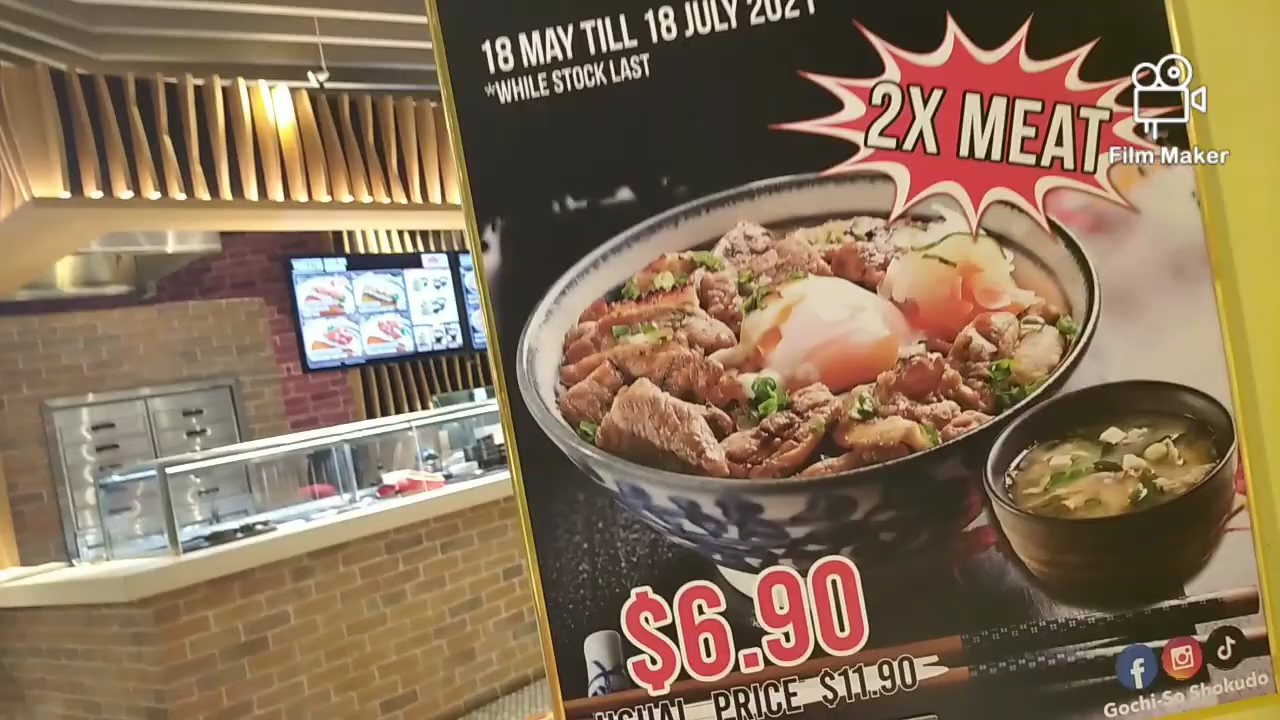 18 MAY TILL 18 JULY 2021
*WHILE STOCK LAST
2X MEAT
Film Maker
$6.90
USUAL PRICE $11.90
Gochi-So Shokudo